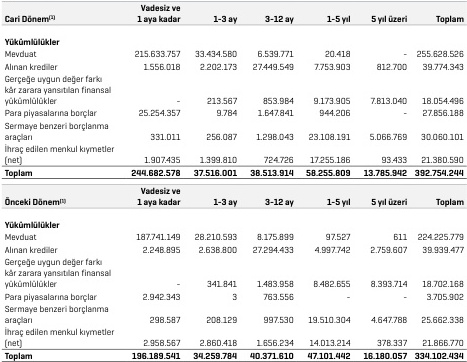 Vadesiz ve
Cari Dönem(1) 1 aya kadar 1-3 ay 3-12 ay 1-5 yıl 5 yıl üzeri Toplam
Yükümlülükler
Mevduat 215.633.757 33.434.580 6.539.771 20.418 - 255.628.526
Alınan krediler 1.556.018 2.202.173 27.449.549 7.753.903 812.700 39.774.343
Gerçeğe uygun değer farkı
kâr zarara yansıtılan finansal
yükümlülükler - 213.567 853.984 9.173.905 7.813.040 18.054.496
Para piyasalarına borçlar 25.254.357 9.784 1.647.841 944.206 - 27.856.188
Sermaye benzeri borçlanma
araçları 331.011 256.087 1.298.043 23.108.191 5.066.769 30.060.101
İhraç edilen menkul kıymetler
(net) 1.907.435 1.399.810 724.726 17.255.186 93.433 21.380.590
Toplam 244.682.578 37.516.001 38.513.914 58.255.809 13.785.942 392.754.244
Vadesiz ve
Önceki Dönem(1) 1 aya kadar 1-3 ay 3-12 ay 1-5 yıl 5 yıl üzeri Toplam
Yükümlülükler
Mevduat 187.741.149 28.210.593 8.175.899 97.527 611 224.225.779
Alınan krediler 2.248.895 2.638.800 27.294.433 4.997.742 2.759.607 39.939.477
Gerçeğe uygun değer farkı
kâr zarara yansıtılan finansal
yükümlülükler - 341.841 1.483.958 8.482.655 8.393.714 18.702.168
Para piyasalarına borçlar 2.942.343 3 763.556 - - 3.705.902
Sermaye benzeri borçlanma
araçları 298.587 208.129 997.530 19.510.304 4.647.788 25.662.338
İhraç edilen menkul kıymetler
(net) 2.958.567 2.860.418 1.656.234 14.013.214 378.337 21.866.770
Toplam 196.189.541 34.259.784 40.371.610 47.101.442 16.180.057 334.102.434